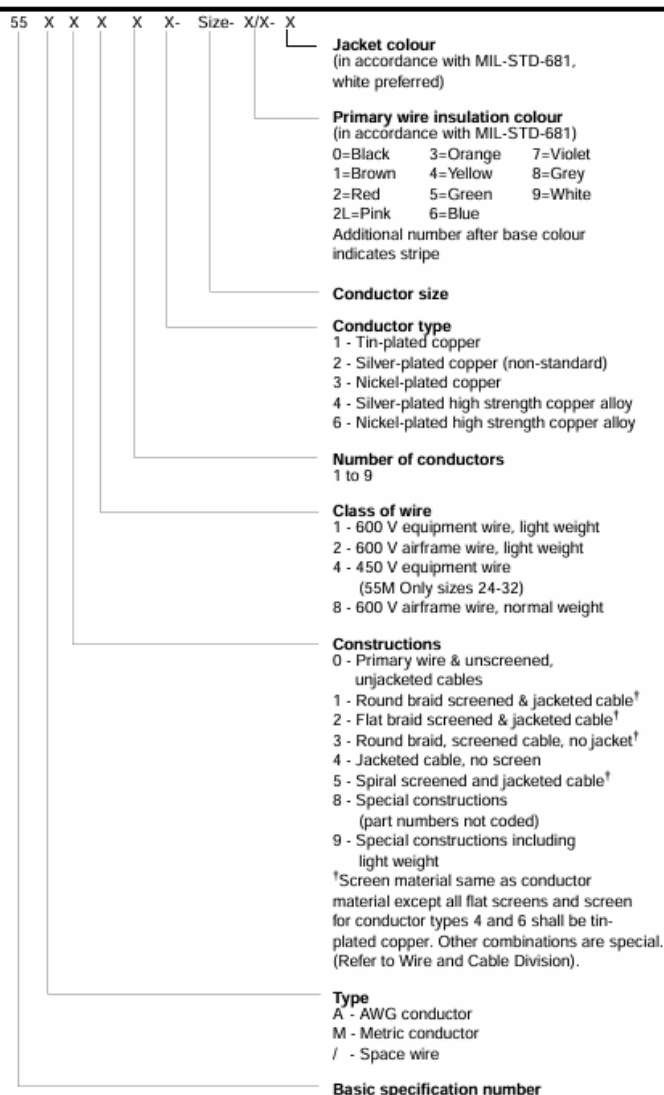 55 X X X X X- Size- X/X- X
Jacket colour
(in accordance with MIL-STD-681,
white preferred)
Primary wire insulation colour
(in accordance with MIL-STD-681)
0=Black 3=Orange 7=Violet
1=Brown 4=Yellow 8=Grey
2=Red 5=Green 9=White
2L=Pink 6=Blue
Additional number after base colour
indicates stripe
Conductor size
Conductor type
1 - Tin-plated copper
2 - Silver-plated copper (non-standard)
3 - Nickel-plated copper
4 - Silver-plated high strength copper alloy
6 - Nickel-plated high strength copper alloy
Number of conductors
1 to 9
Class of wire
1 - 600 V equipment wire, light weight
2 - 600 V airframe wire, light weight
4 - 450 V equipment wire
(55M Only sizes 24-32)
8 - 600 V airframe wire, normal weight
Constructions
0 - Primary wire & unscreened,
unjacketed cables
1 - Round braid screened & jacketed cable†
2 - Flat braid screened & jacketed cable†
3 - Round braid, screened cable, no jacket†
4 - Jacketed cable, no screen
5 - Spiral screened and jacketed cable†
8 - Special constructions
(part numbers not coded)
9 - Special constructions including
light weight
†Screen material same as conductor
material except all flat screens and screen
for conductor types 4 and 6 shall be tin-
plated copper. Other combinations are special.
(Refer to Wire and Cable Division).
Type
A - AWG conductor
M - Metric conductor
/ - Space wire
Basic specification number